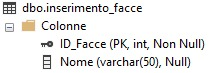 dbo.inserimento_facce
Colonne
ID_Facce (PK, int, Non Null)
Nome (varchar(50), Null)